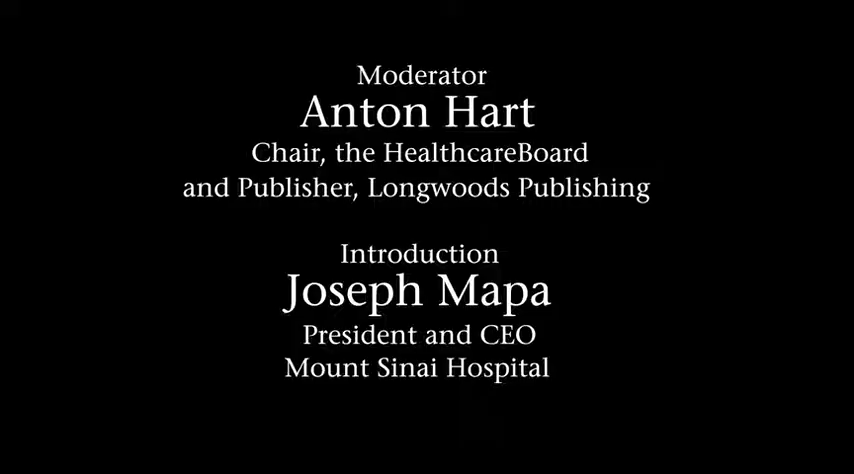 Moderator
Anton Hart
Chair, the HealthcareBoard
and Publisher, Longwoods Publishing
Introduction
Joseph Mapa
President and CEO
Mount Sinai Hospital